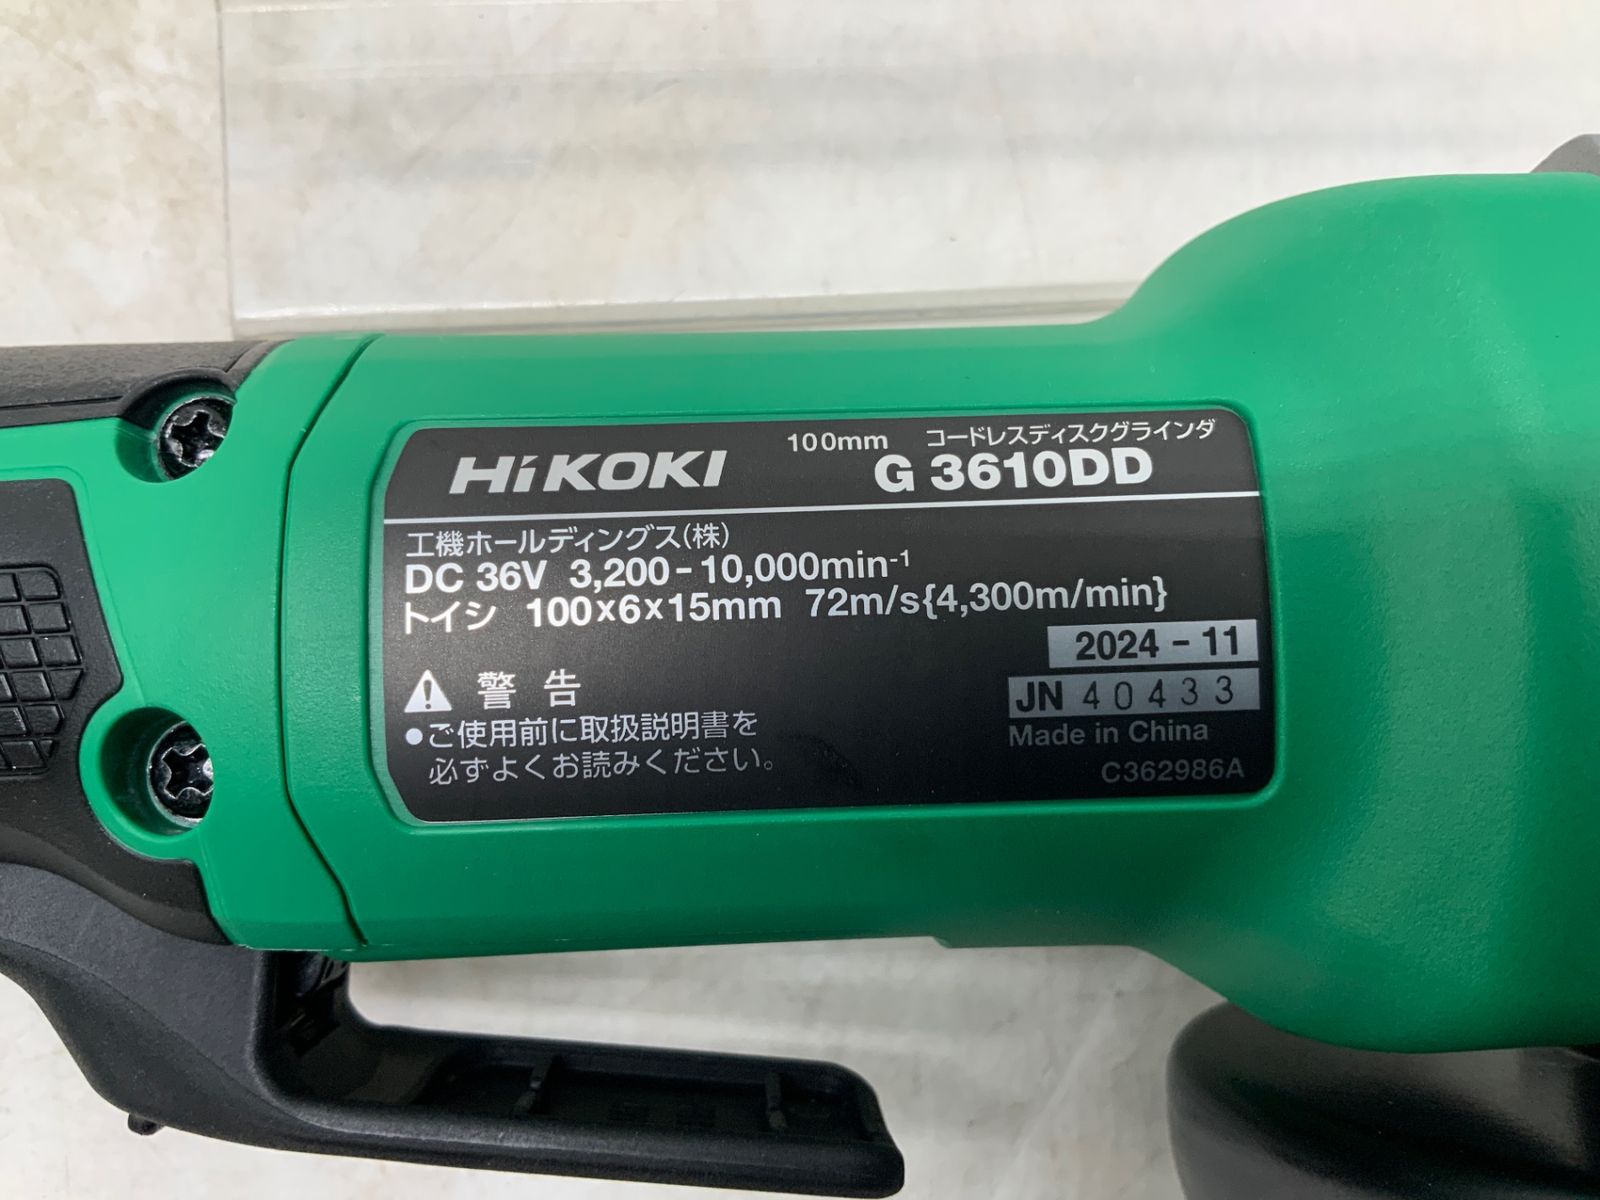 100mm コードレスディスクグラインダ
HiKOKI G 3610DD
工機ホールディングス(株)
DC 36V 3,200-10,000min⁻¹
トイシ 100×6×15mm 72m/s{4,300m/min}
2024-11
警告
JN 40433
●ご使用前に取扱説明書を
Made in China
必ずよくお読みください。
C362986A